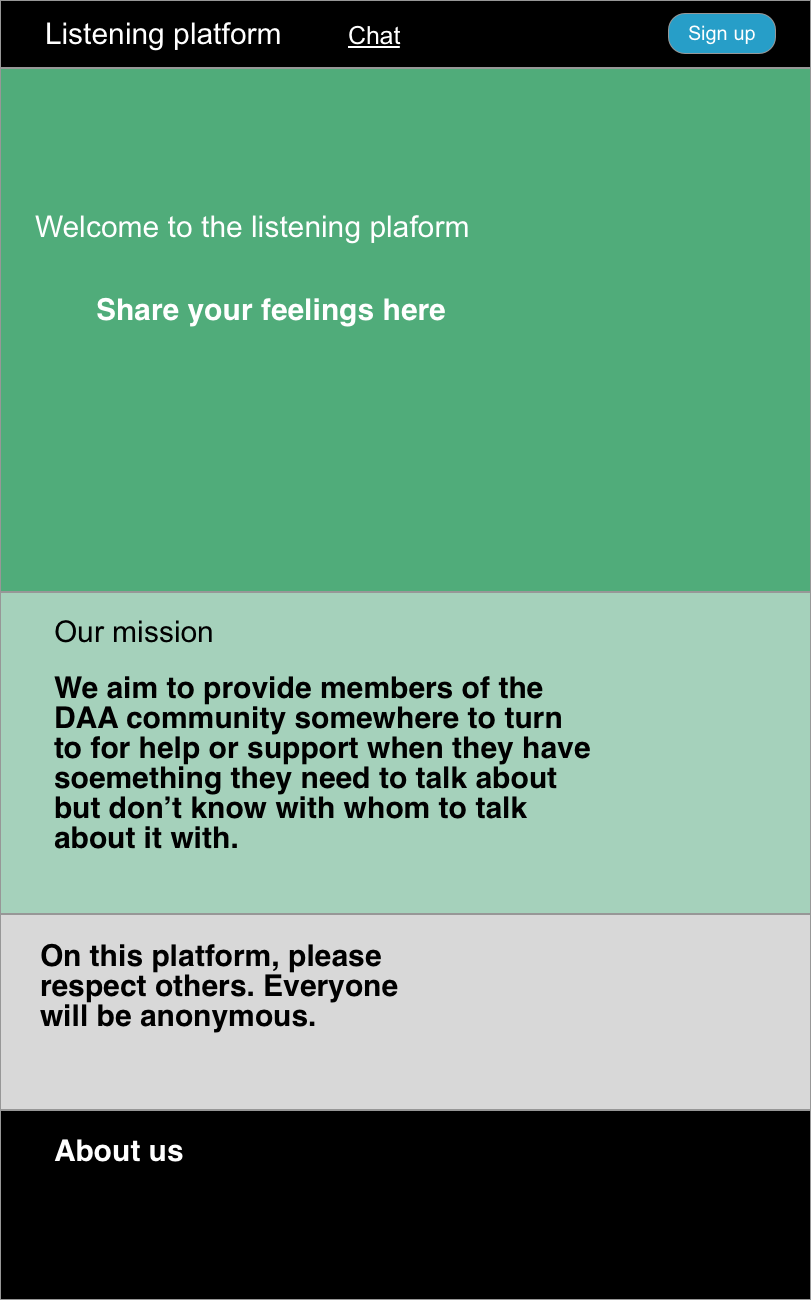 Listening platform Chat Sign up
Welcome to the listening plaform
Share your feelings here
Our mission
We aim to provide members of the
DAA community somewhere to turn
to for help or support when they have
soemething they need to talk about
but don’t know with whom to talk
about it with.
On this platform, please
respect others. Everyone
will be anonymous.
About us